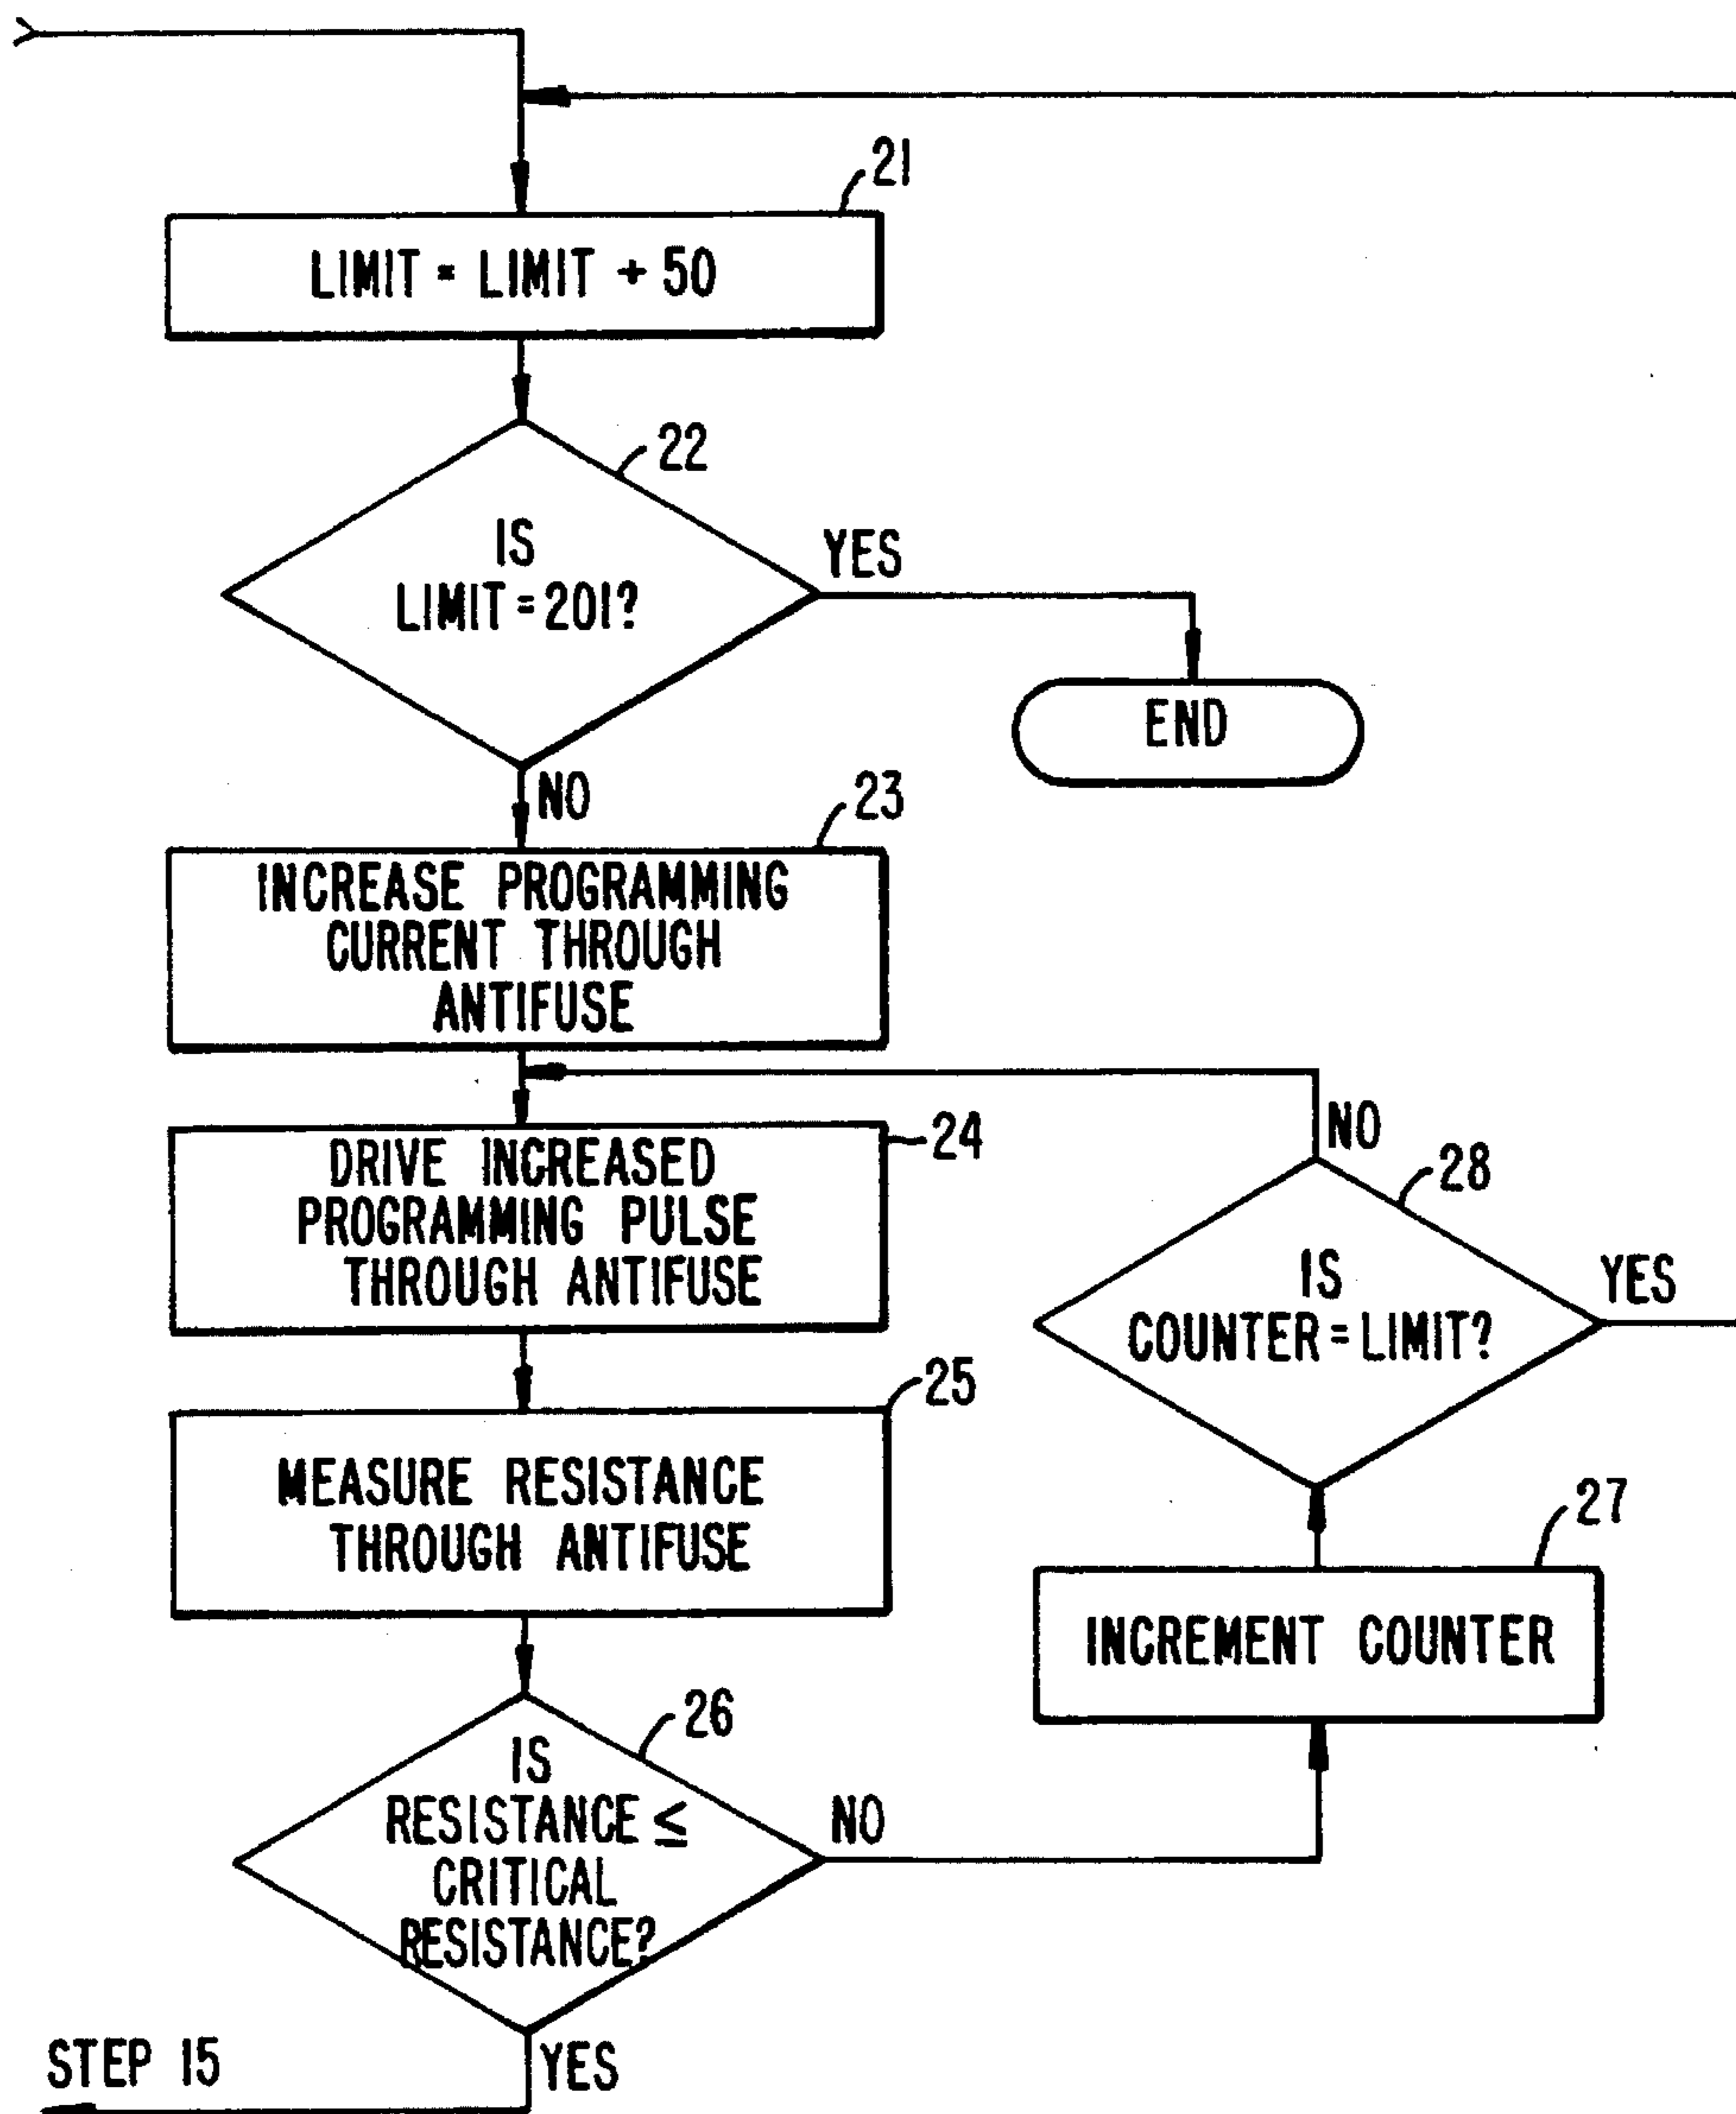 21
LIMIT = LIMIT + 50
22
IS
LIMIT = 201?
YES
END
NO
23
INCREASE PROGRAMMING
CURRENT THROUGH
ANTIFUSE
24
DRIVE INCREASED
PROGRAMMING PULSE
THROUGH ANTIFUSE
25
MEASURE RESISTANCE
THROUGH ANTIFUSE
26
IS
RESISTANCE ≤
CRITICAL
RESISTANCE?
NO
YES
STEP 15
27
INCREMENT COUNTER
28
IS
COUNTER = LIMIT?
NO
YES